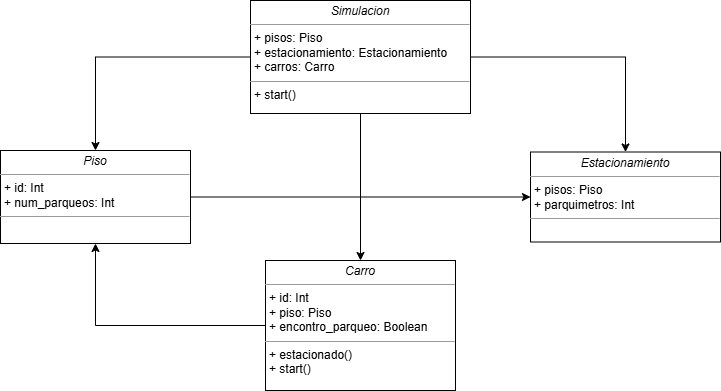 Simulacion
+ pisos: Piso
+ estacionamiento: Estacionamiento
+ carros: Carro
+ start()
Piso
+ id: Int
+ num_parqueos: Int
Estacionamiento
+ pisos: Piso
+ parquimetros: Int
Carro
+ id: Int
+ piso: Piso
+ encontro_parqueo: Boolean
+ estacionado()
+ start()